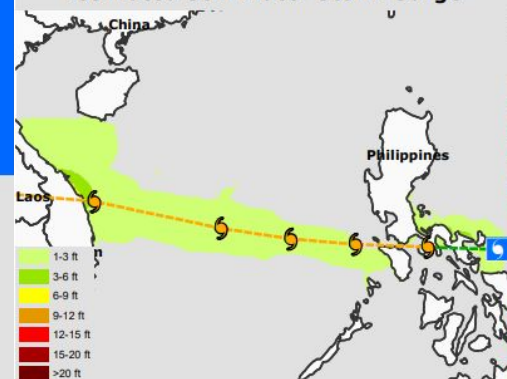 China
Philippines
Laos
m
1-3 ft
3-6 ft
6-9 ft
9-12 ft
12-15 ft
15-20 ft
>20 ft